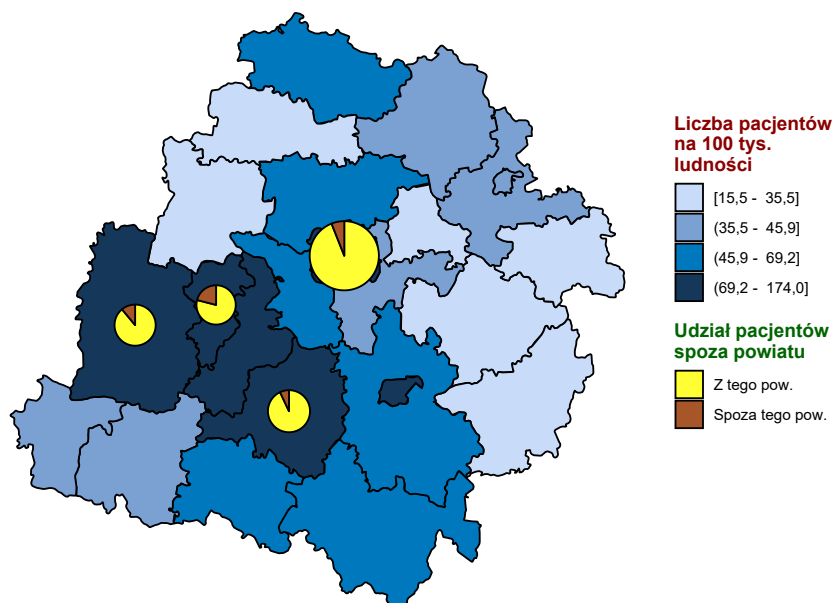 Liczba pacjentów
na 100 tys.
ludności
[15,5 - 35,5]
(35,5 - 45,9]
(45,9 - 69,2]
(69,2 - 174,0]
Udział pacjentów
spoza powiatu
Z tego pow.
Spoza tego pow.